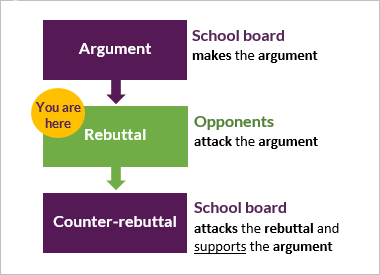 Argument
School board
makes the argument
You are
here
Rebuttal
Opponents
attack the argument
Counter-rebuttal
School board
attacks the rebuttal and
supports the argument